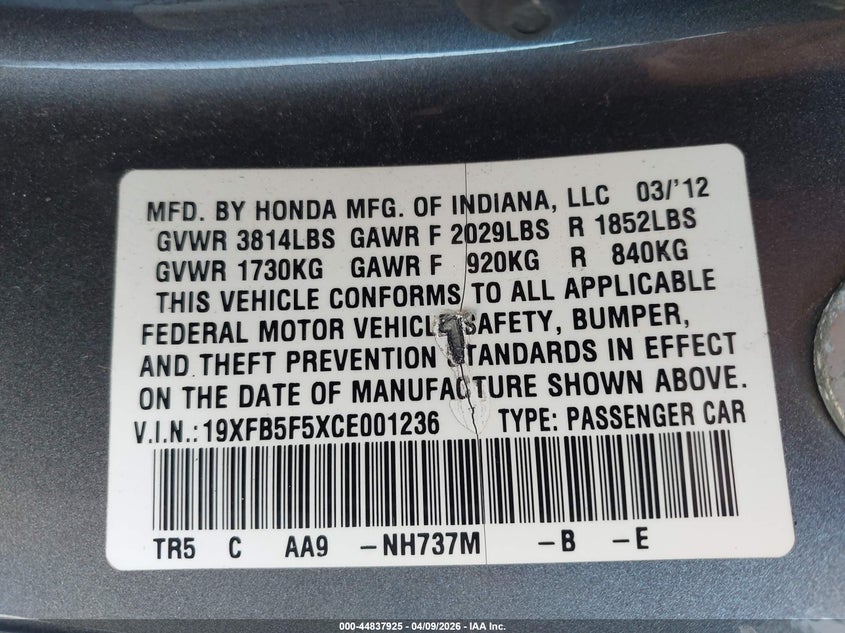 MFD. BY HONDA MFG. OF INDIANA, LLC 03/'12
GVWR 3814LBS GAWR F 2029LBS R 1852LBS
GVWR 1730KG GAWR F 920KG R 840KG
THIS VEHICLE CONFORMS TO ALL APPLICABLE
FEDERAL MOTOR VEHICL SAFETY, BUMPER,
AND THEFT PREVENTION STANDARDS IN EFFECT
ON THE DATE OF MANUFACTURE SHOWN ABOVE.
V.I.N.: 19XFB5F5XCE001236 TYPE: PASSENGER CAR
TR5 C AA9 -NH737M -B -E
000-44837925 | 04/09/2026 - IAA Inc.